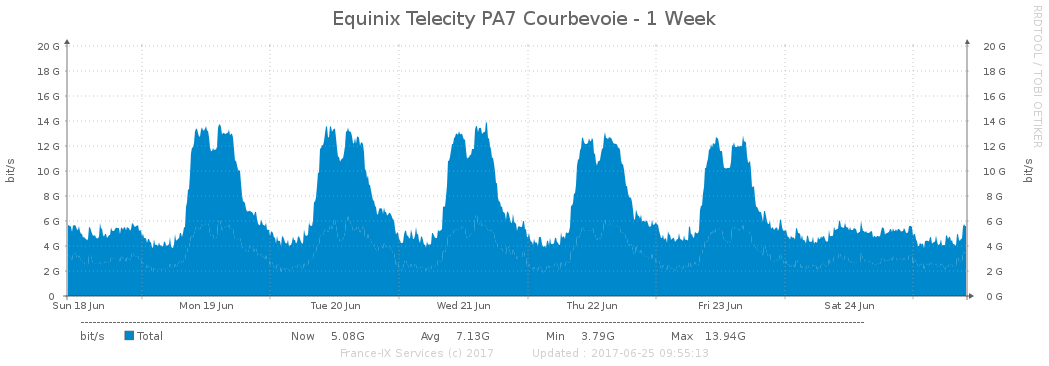 Equinix Telecity PA7 Courbevoie - 1 Week
RRDTOOL / TOBI OETIKER
bit/s
20 G 20 G
18 G 18 G
16 G 16 G
14 G 14 G
12 G 12 G
10 G 10 G
8 G 8 G
6 G 6 G
4 G 4 G
2 G 2 G
0 0 G
bit/s
Sun 18 Jun Mon 19 Jun Tue 20 Jun Wed 21 Jun Thu 22 Jun Fri 23 Jun Sat 24 Jun
bit/s Total Now 5.08G Avg 7.13G Min 3.79G Max 13.94G
France-IX Services (c) 2017 Updated : 2017-06-25 09:55:13